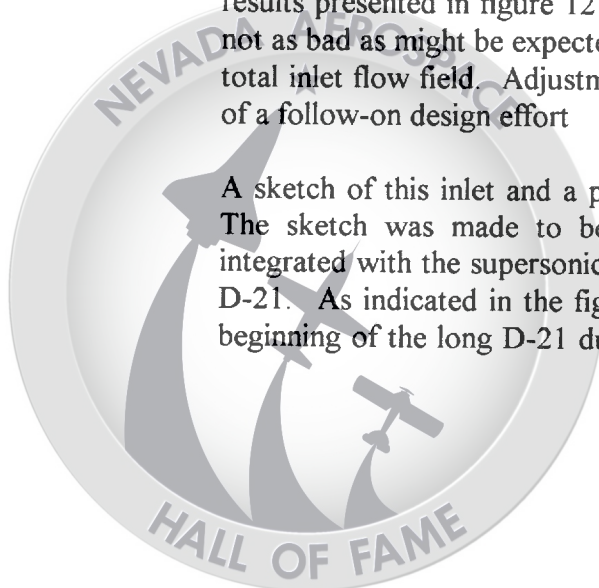 results presented in figure 12
not as bad as might be expecte
total inlet flow field. Adjustm
of a follow-on design effort
A sketch of this inlet and a p
The sketch was made to be
integrated with the supersonic
D-21. As indicated in the fig
beginning of the long D-21 du
NEVADA AEROSPACE
HALL OF FAME